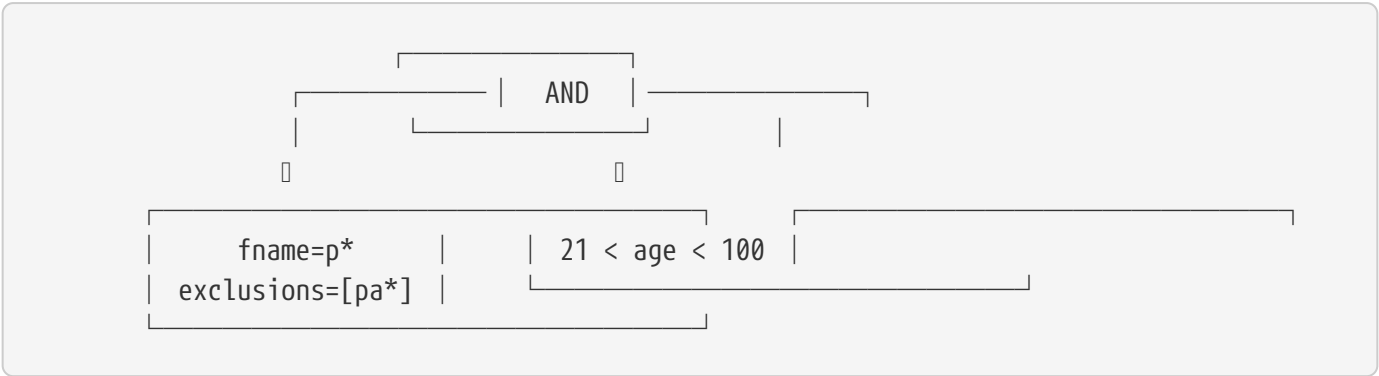 AND
fname=p* 21 < age < 100
exclusions=[pa*]